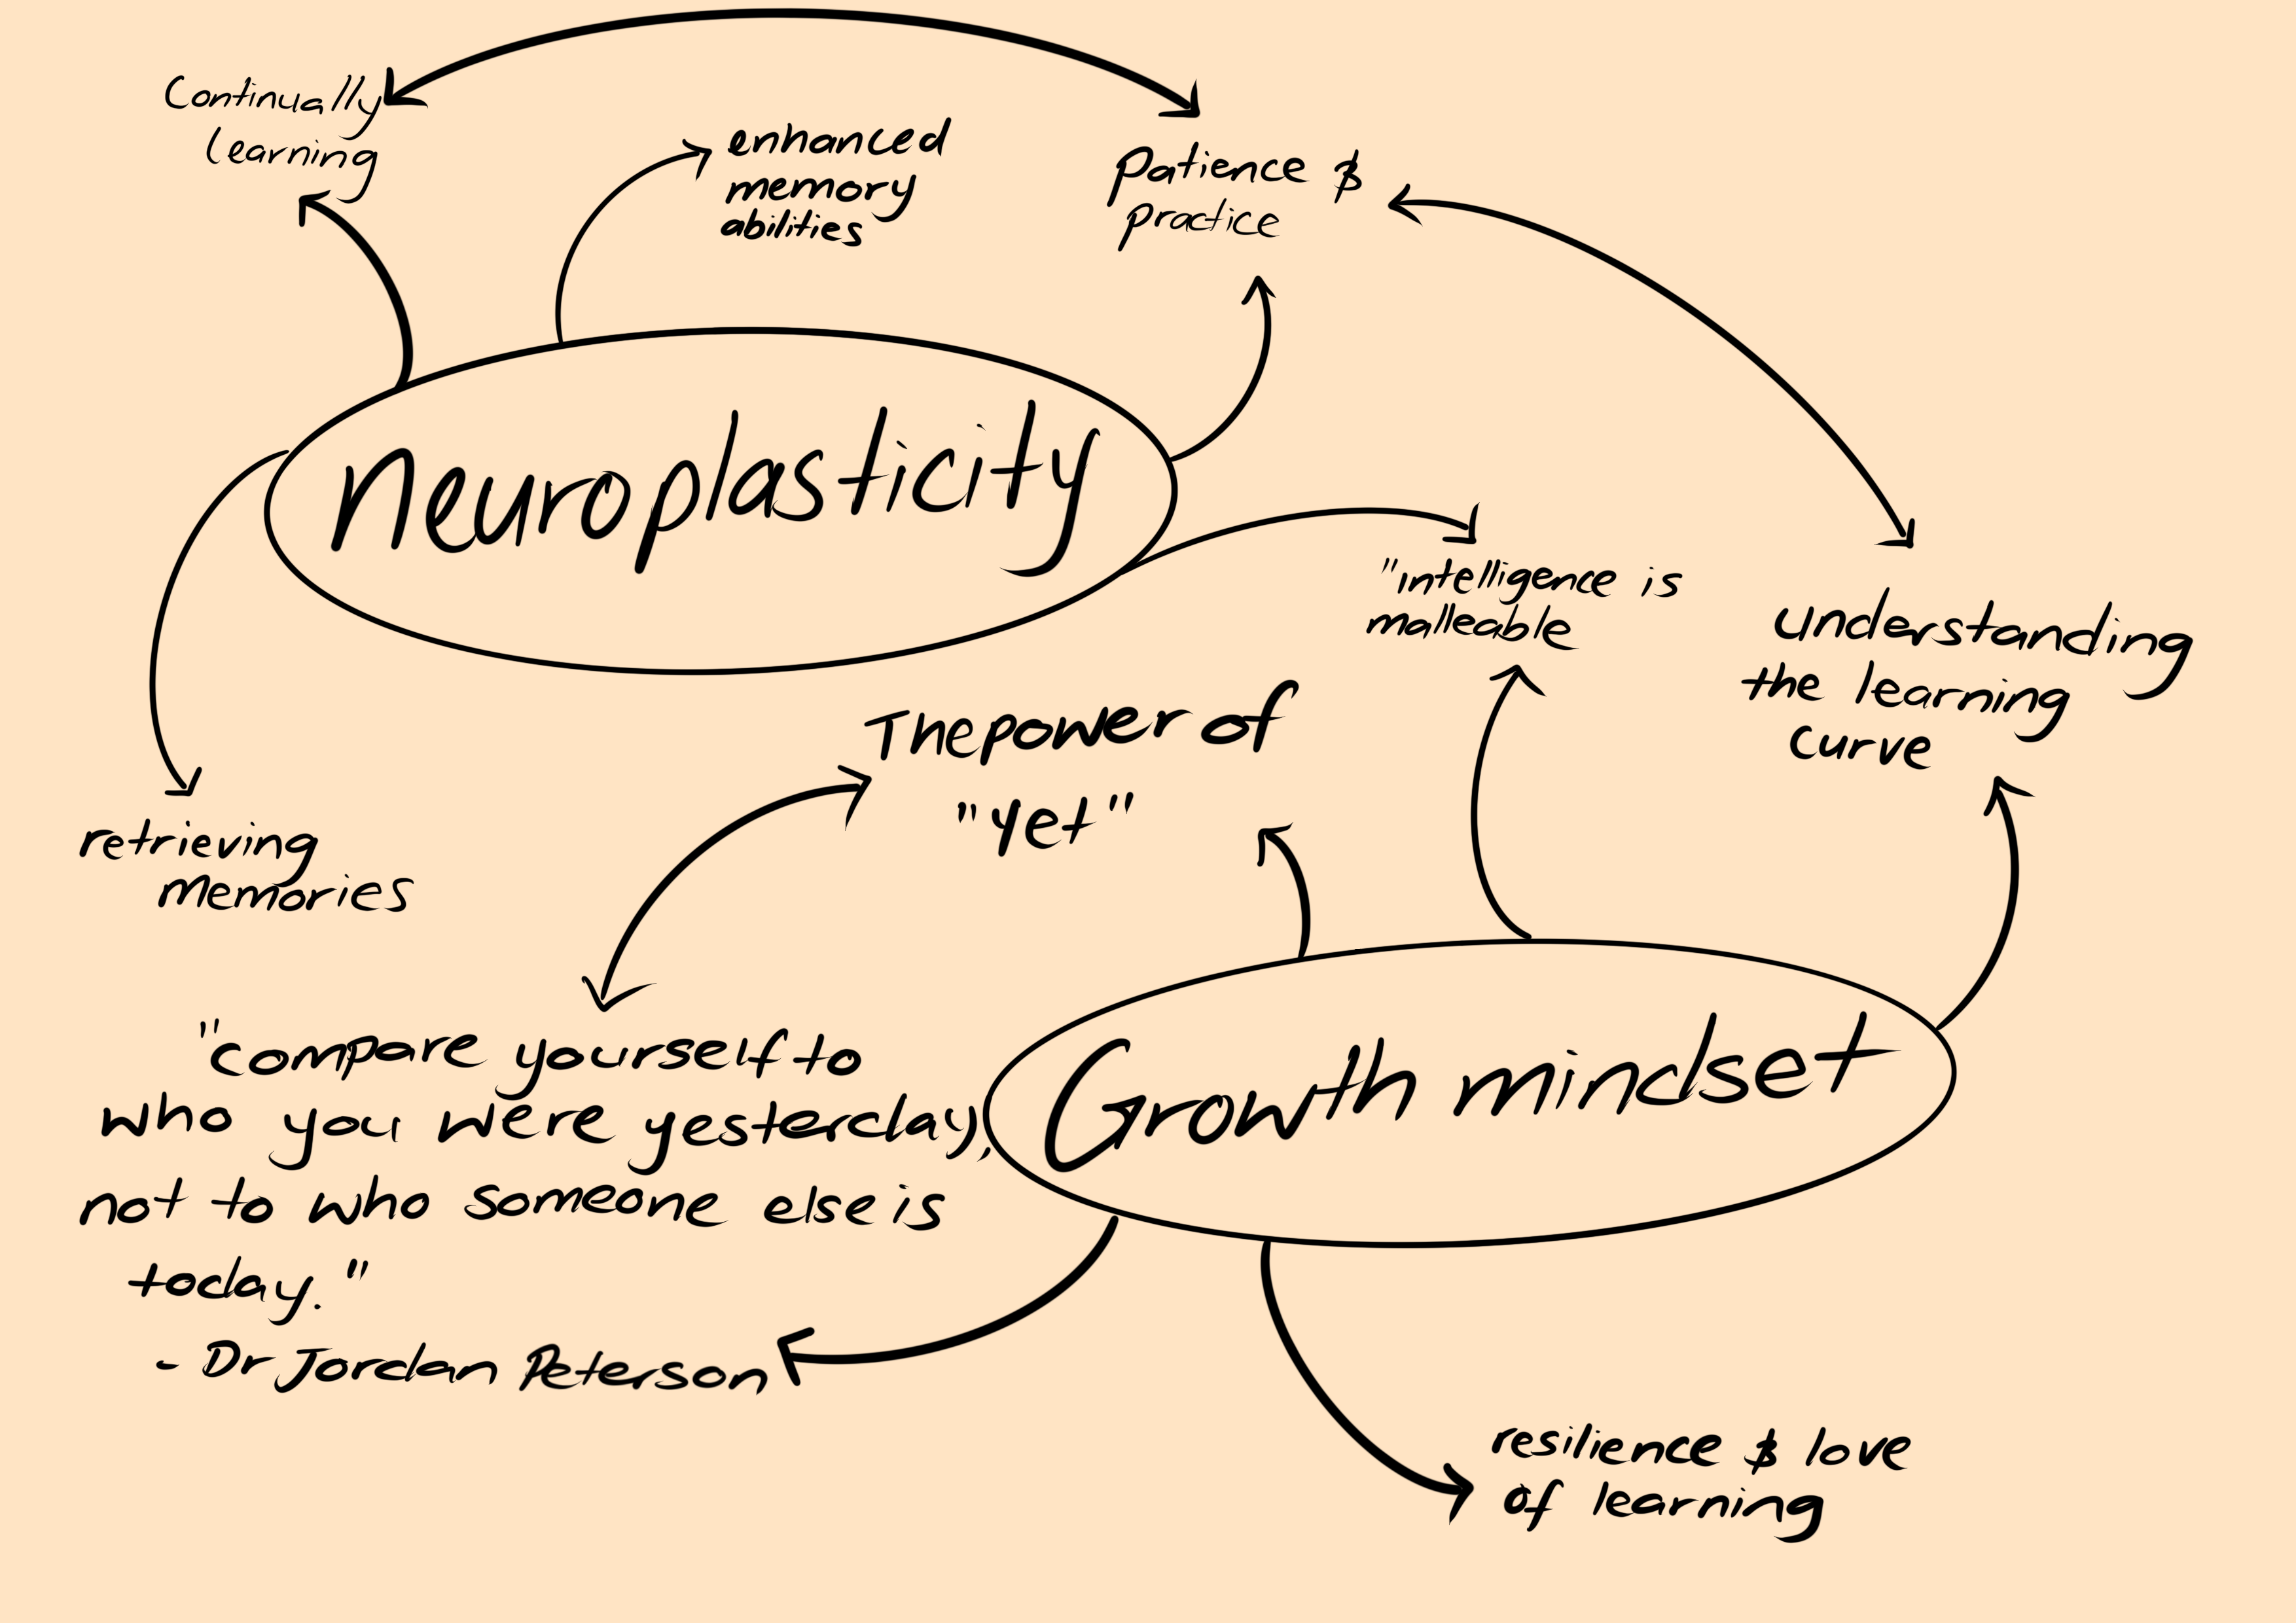 Continually
learning
enhanced
memory
abilities
Patience &
practice
neuroplasticity
"intelligence is
malleable
understanding
the learning
curve
The power of
"Yet"
retrieving
memories
"compare yourself to
who you were yesterday,
not to who someone else is
today."
- Dr Jordan Peterson
Growth mindset
resilience & love
of learning